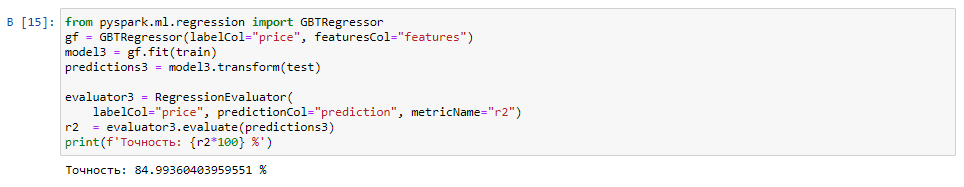 В [15]: from pyspark.ml.regression import GBTRegressor
gf = GBTRegressor(labelCol="price", featuresCol="features")
model3 = gf.fit(train)
predictions3 = model3.transform(test)

evaluator3 = RegressionEvaluator(
    labelCol="price", predictionCol="prediction", metricName="r2")
r2  = evaluator3.evaluate(predictions3)
print(f'Точность: {r2*100} %')
Точность: 84.99360403959551 %